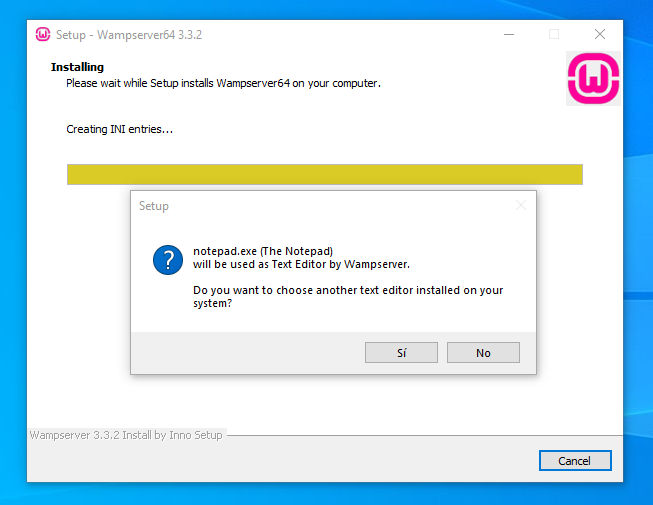 Setup - Wampserver64 3.3.2
Installing
Please wait while Setup installs Wampserver64 on your computer.
Creating INI entries...
Setup
notepad.exe (The Notepad)
will be used as Text Editor by Wampserver.
Do you want to choose another text editor installed on your
system?
Sí
No
Wampserver 3.3.2 Install by Inno Setup
Cancel